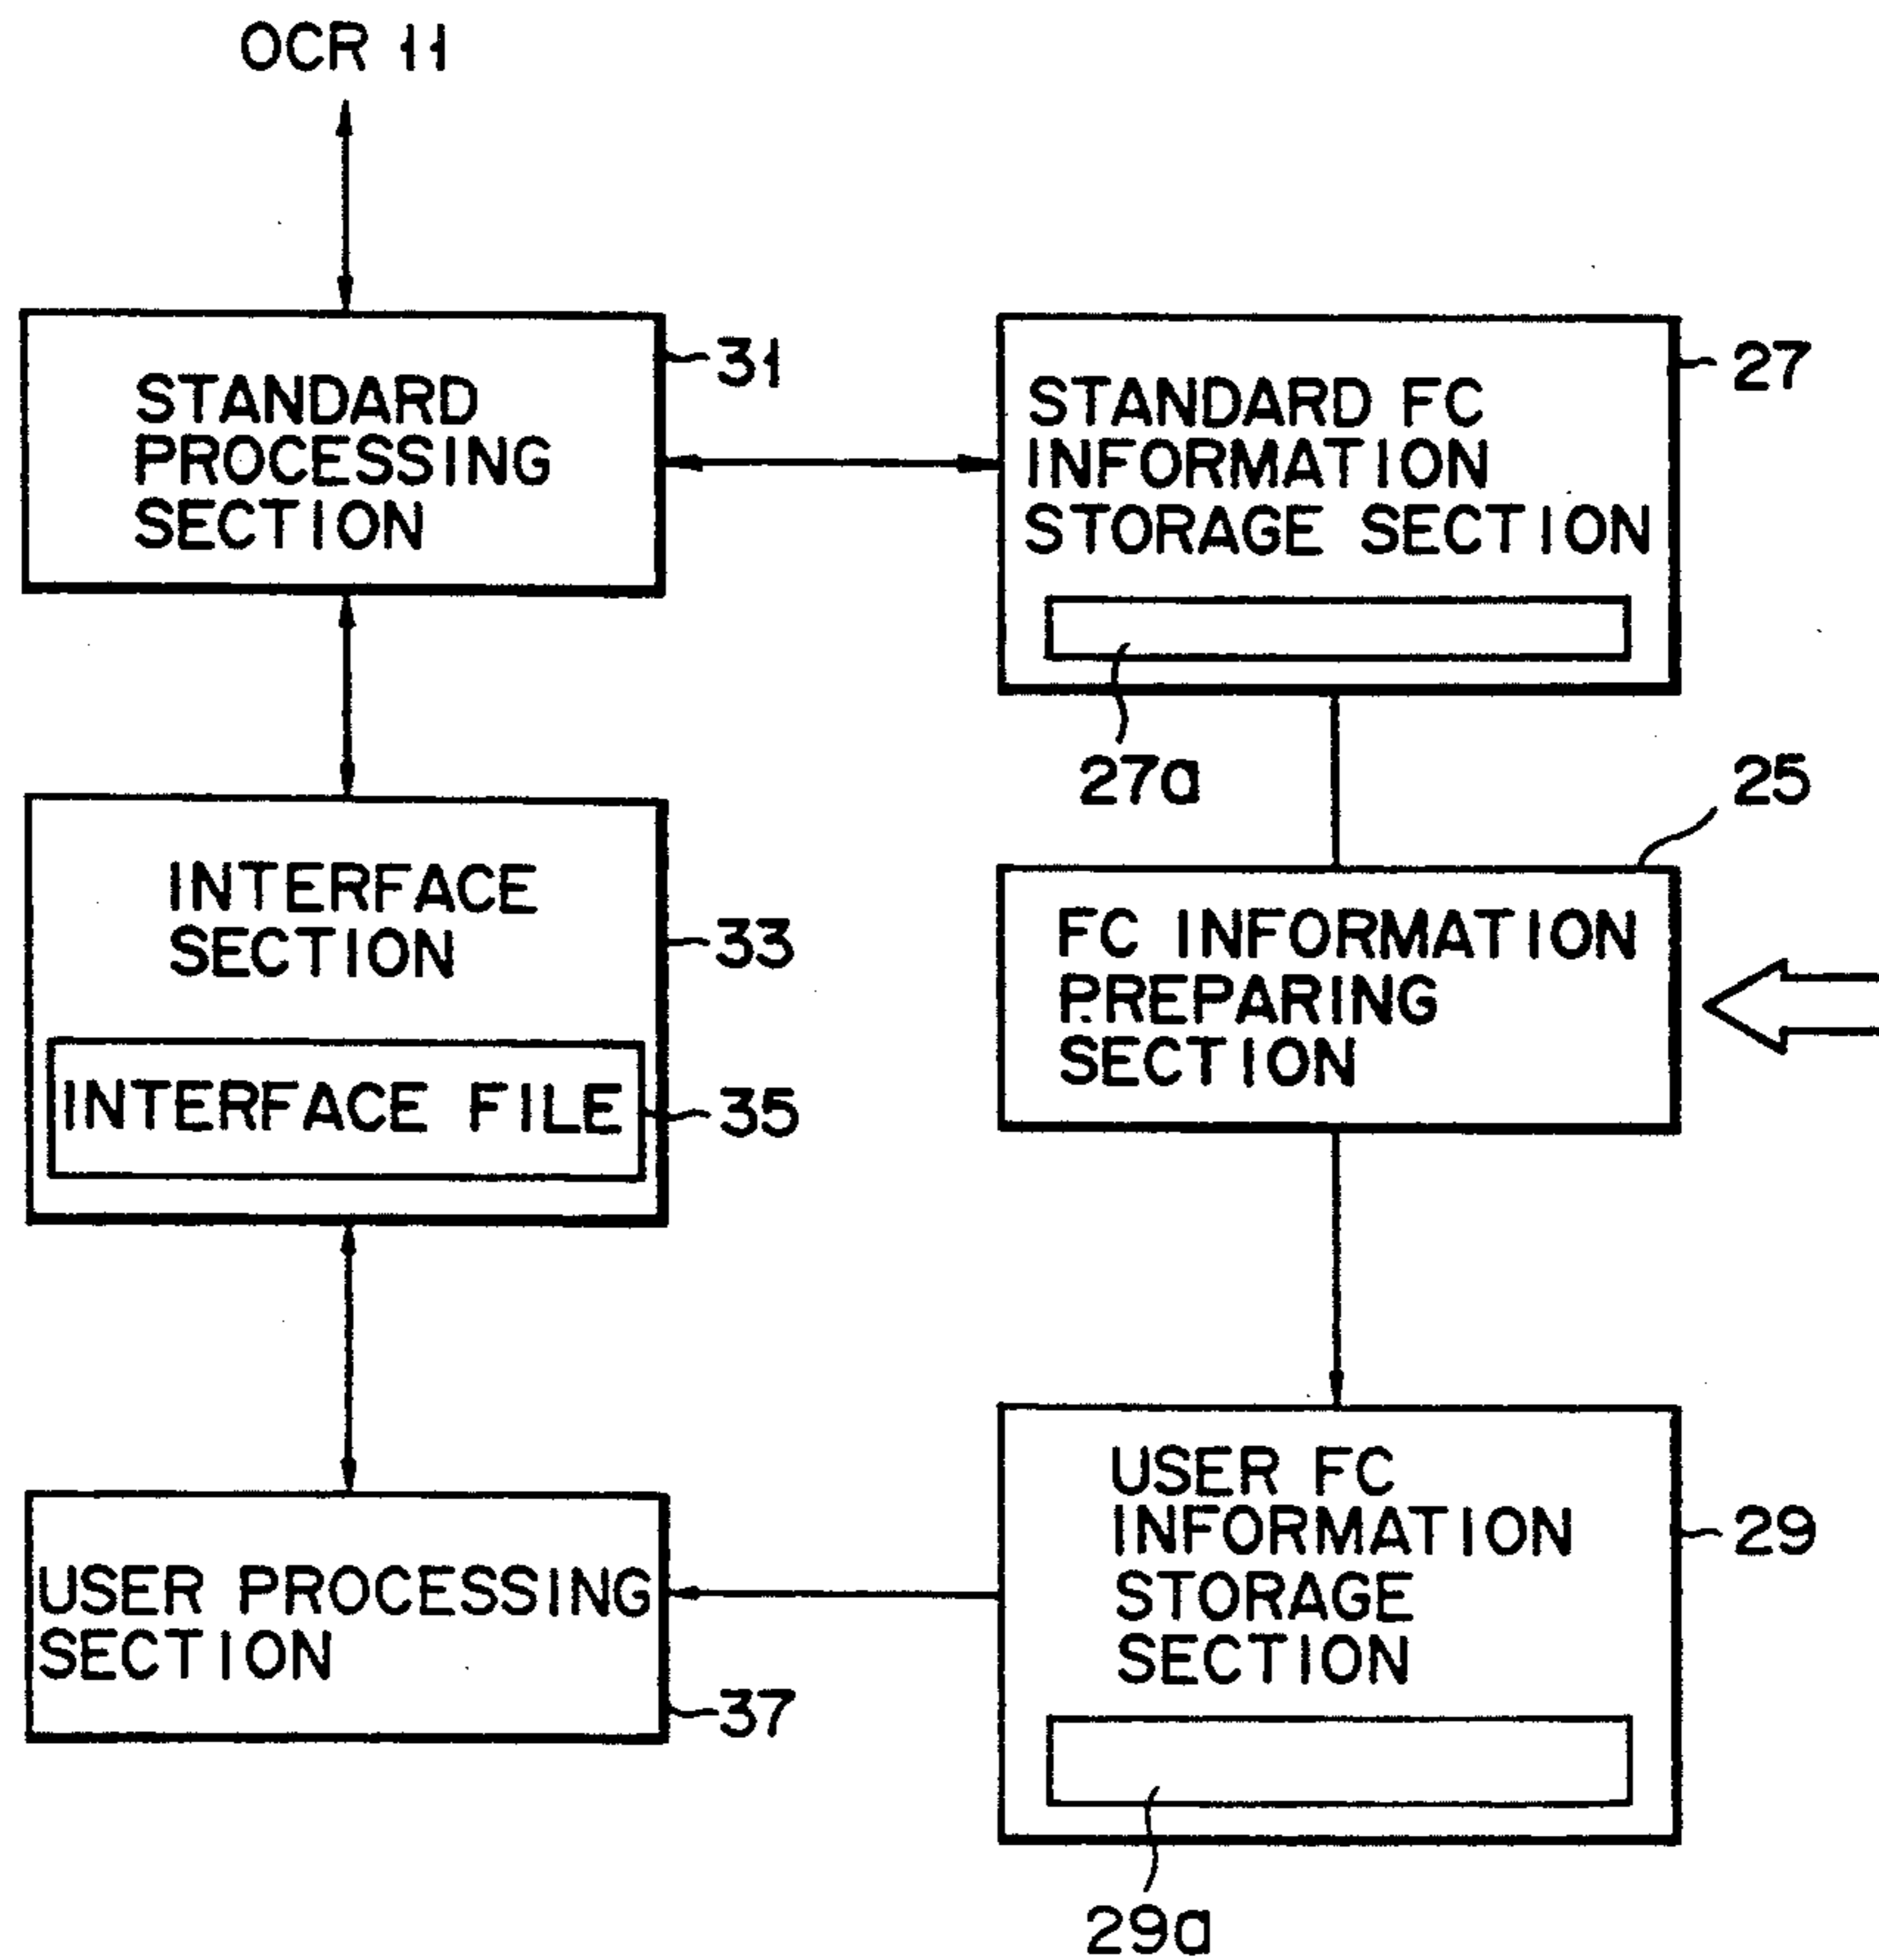 OCR 11
STANDARD
PROCESSING
SECTION
31
STANDARD FC
INFORMATION
STORAGE SECTION
27
27a
INTERFACE
SECTION
33
INTERFACE FILE
35
25
FC INFORMATION
PREPARING
SECTION
USER PROCESSING
SECTION
37
USER FC
INFORMATION
STORAGE
SECTION
29
29a